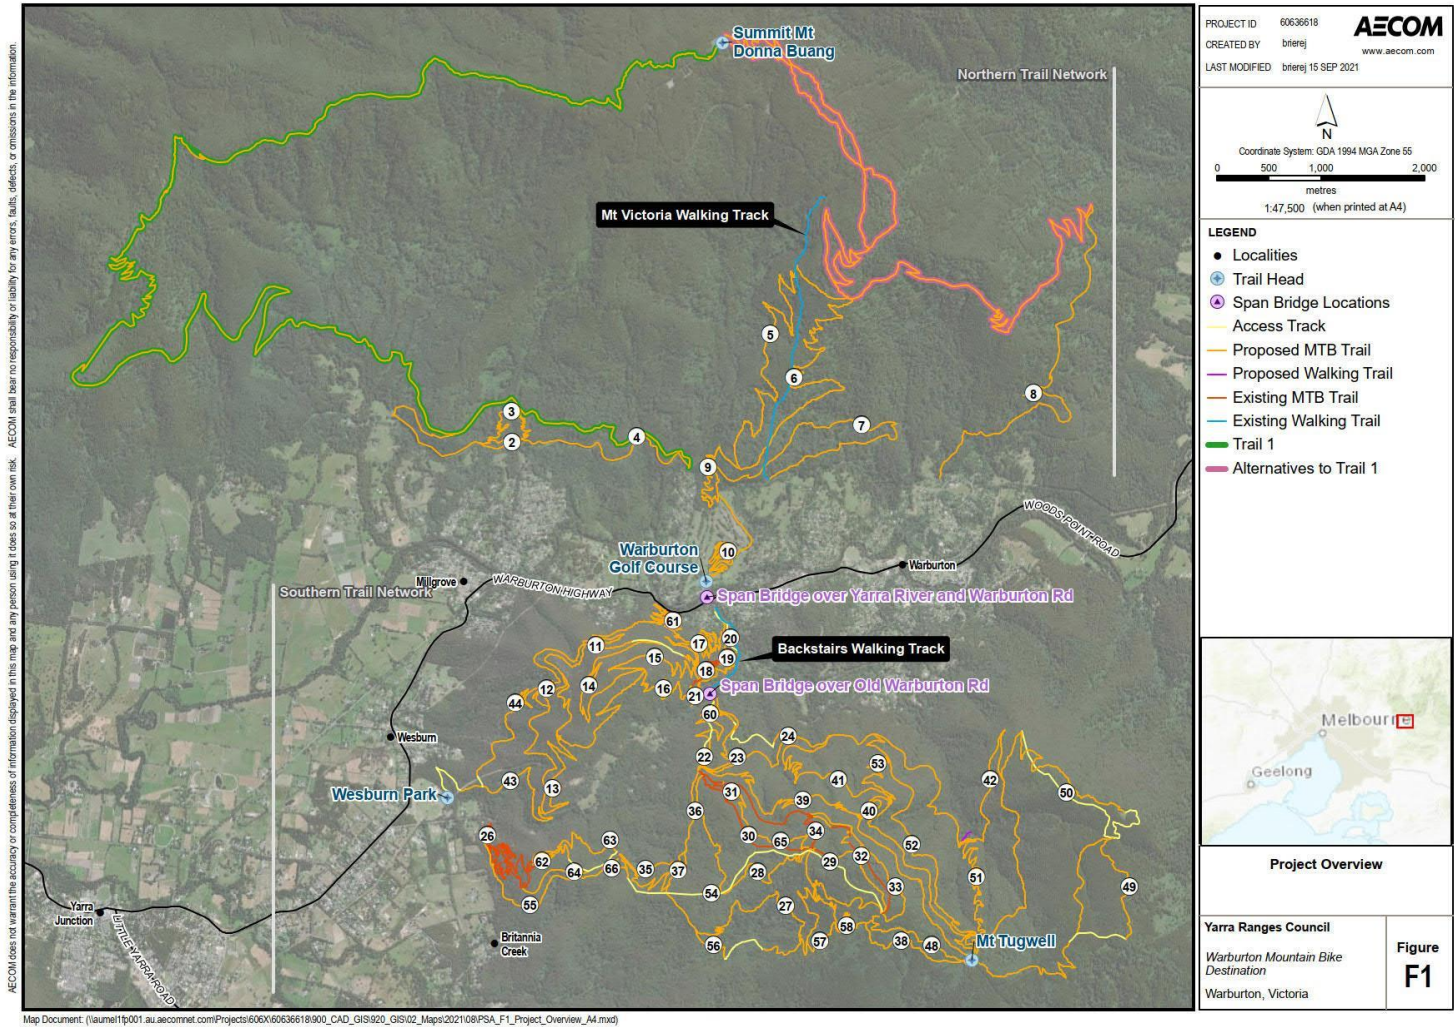 AECOM does not warrant the accuracy or completeness of information displayed in this map and any person using it does so at their own risk. AECOM shall bear no responsibility or liability for any errors, faults, defects, or omissions in the information.
Summit Mt
Donna Buang
Northern Trail Network
Mt Victoria Walking Track
5
6
8
3
2
4
7
9
WOODS POINT ROAD
10
Warburton
Golf Course
Warburton
Millgrove
WARBURTON HIGHWAY
Southern Trail Network
Span Bridge over Yarra River and Warburton Rd
61
11
17
20
15
19
Backstairs Walking Track
18
14
12
16
21
Span Bridge over Old Warburton Rd
44
60
Wesburn
24
22
23
53
43
41
42
13
31
50
Wesburn Park
39
36
40
26
30
34
63
65
52
62
29
32
64
66
35
37
28
51
33
49
54
55
27
58
Yarra
Junction
LITTLE YARRA ROAD
Britannia
Creek
56
57
38
48
Mt Tugwell
Map Document: (\\aumel1fp001.au.aecomnet.com\Projects\606X\60636618\900_CAD_GIS\920_GIS\02_Maps\2021\08\PSA_F1_Project_Overview_A4.mxd)
PROJECT ID 60636618
CREATED BY brierej
LAST MODIFIED brierej 15 SEP 2021
AECOM
www.aecom.com
N
Coordinate System: GDA 1994 MGA Zone 55
0 500 1,000 2,000
metres
1:47,500 (when printed at A4)
LEGEND
Localities
Trail Head
Span Bridge Locations
Access Track
Proposed MTB Trail
Proposed Walking Trail
Existing MTB Trail
Existing Walking Trail
Trail 1
Alternatives to Trail 1
Melbourne
Geelong
Project Overview
Yarra Ranges Council
Warburton Mountain Bike
Destination
Warburton, Victoria
Figure
F1